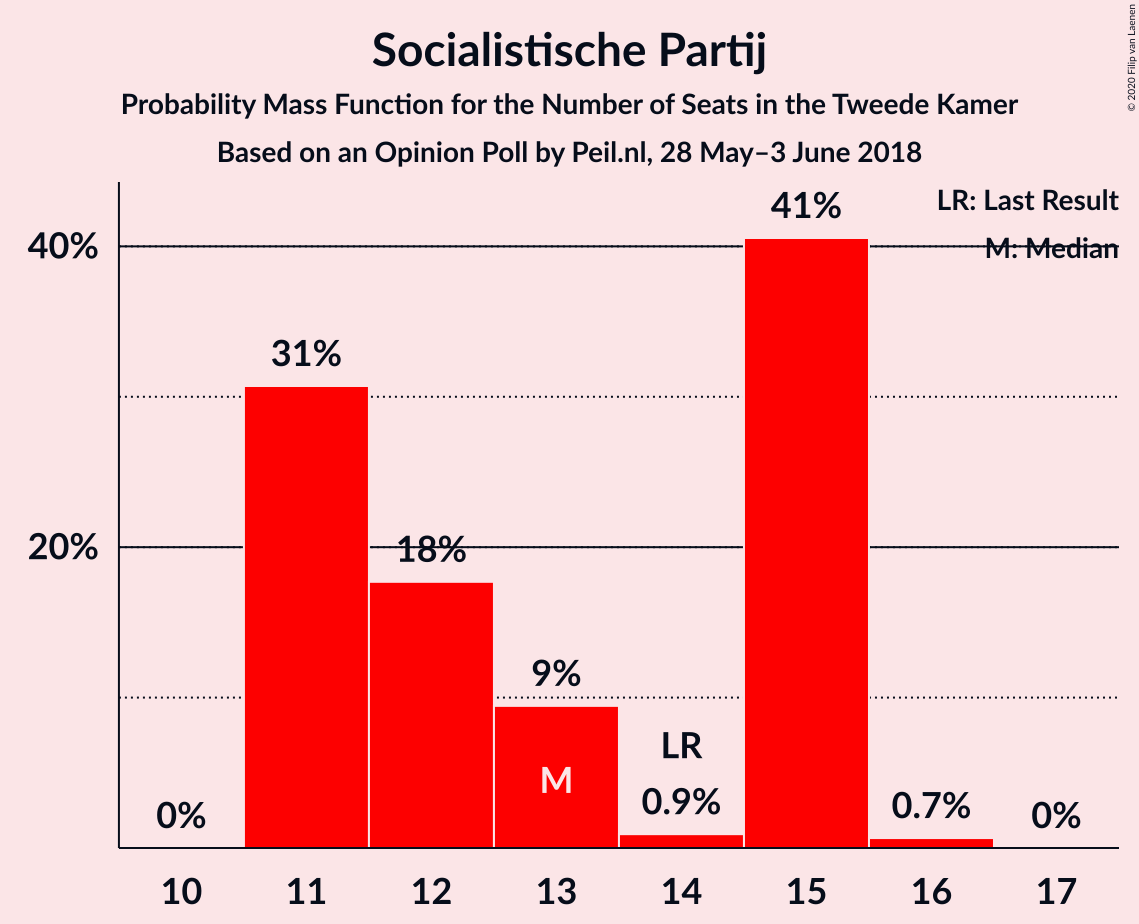 Socialistische Partij
Probability Mass Function for the Number of Seats in the Tweede Kamer
Based on an Opinion Poll by Peil.nl, 28 May–3 June 2018
© 2020 Filip van Laenen
LR: Last Result
M: Median
40%
20%
0%
31%
18%
9%
M
LR
0.9%
41%
0.7%
0%
10 11 12 13 14 15 16 17